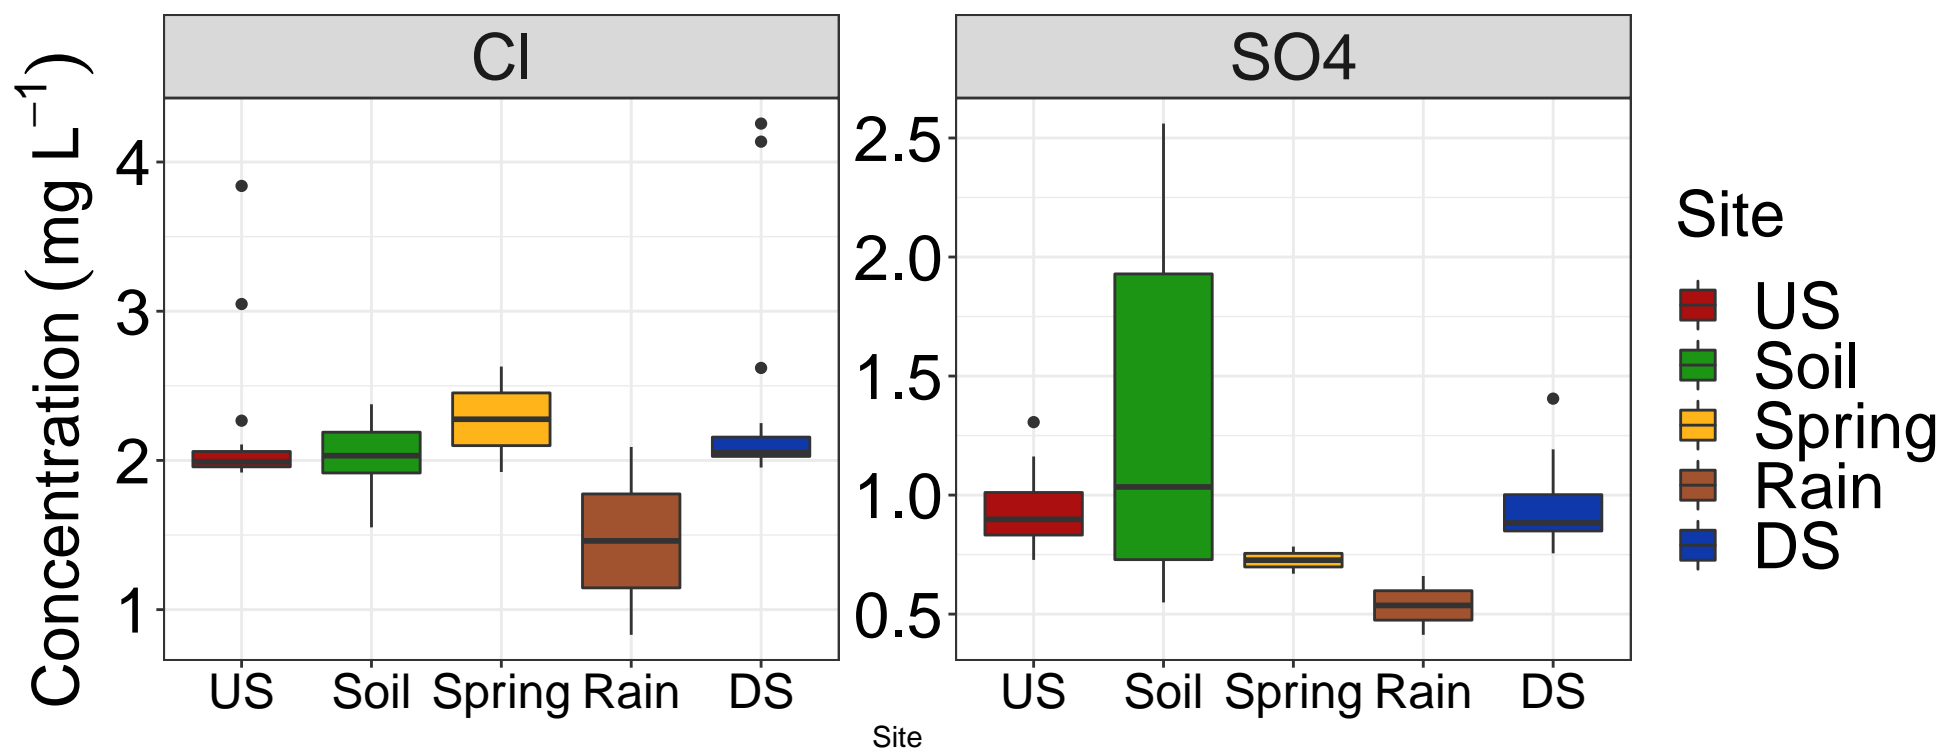 Cl
SO4
Concentration (mg L⁻¹)
4
3
2
1
2.5
2.0
1.5
1.0
0.5
US Soil Spring Rain DS
US Soil Spring Rain DS
Site
Site
US
Soil
Spring
Rain
DS